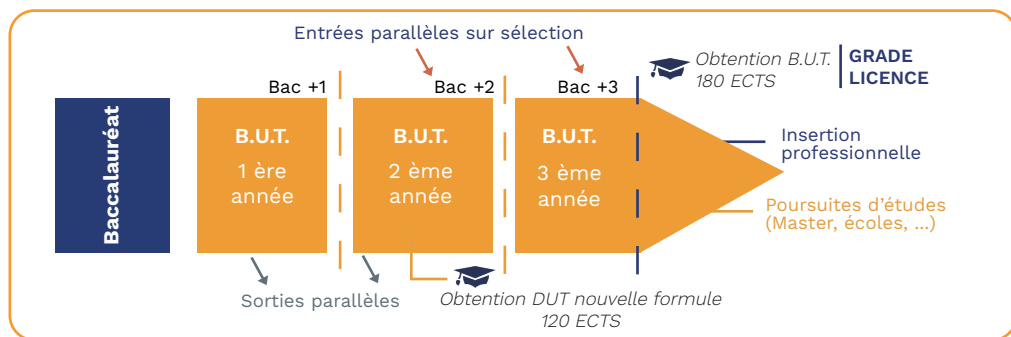 Entrées parallèles sur sélection
Obtention B.U.T.
180 ECTS
GRADE
LICENCE
Bac +1
Bac +2
Bac +3
Baccalauréat
B.U.T.
1 ère
année
B.U.T.
2 ème
année
B.U.T.
3 ème
année
Insertion
professionnelle
Poursuites d'études
(Master, écoles, ...)
Sorties parallèles
Obtention DUT nouvelle formule
120 ECTS